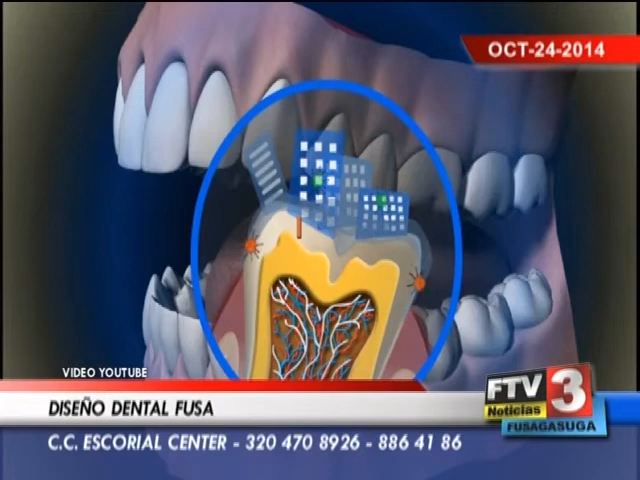 OCT-24-2014
VIDEO YOUTUBE
DISEÑO DENTAL FUSA
C.C. ESCORIAL CENTER - 320 470 8926 - 886 41 86
FTV 3
Noticias
FUSAGASUGA